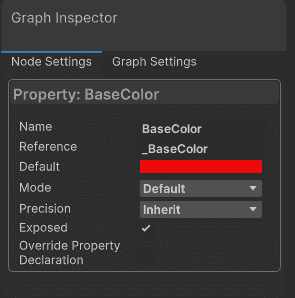 Graph Inspector
Node Settings Graph Settings
Property: BaseColor
Name BaseColor
Reference _BaseColor
Default
Mode Default
Precision Inherit
Exposed
Override Property
Declaration